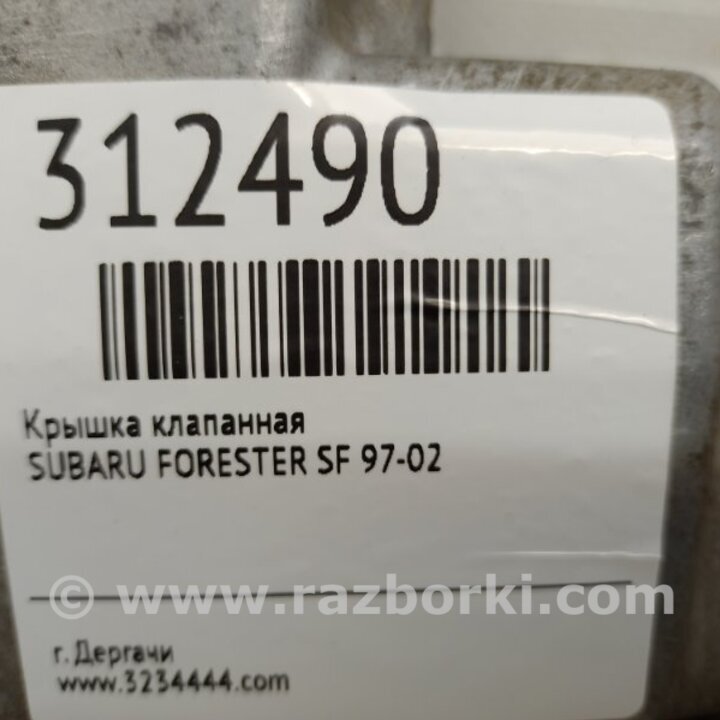 312490
Крышка клапанная
SUBARU FORESTER SF 97-02
© www.razborki.com
г. Дергачи
www.3234444.com